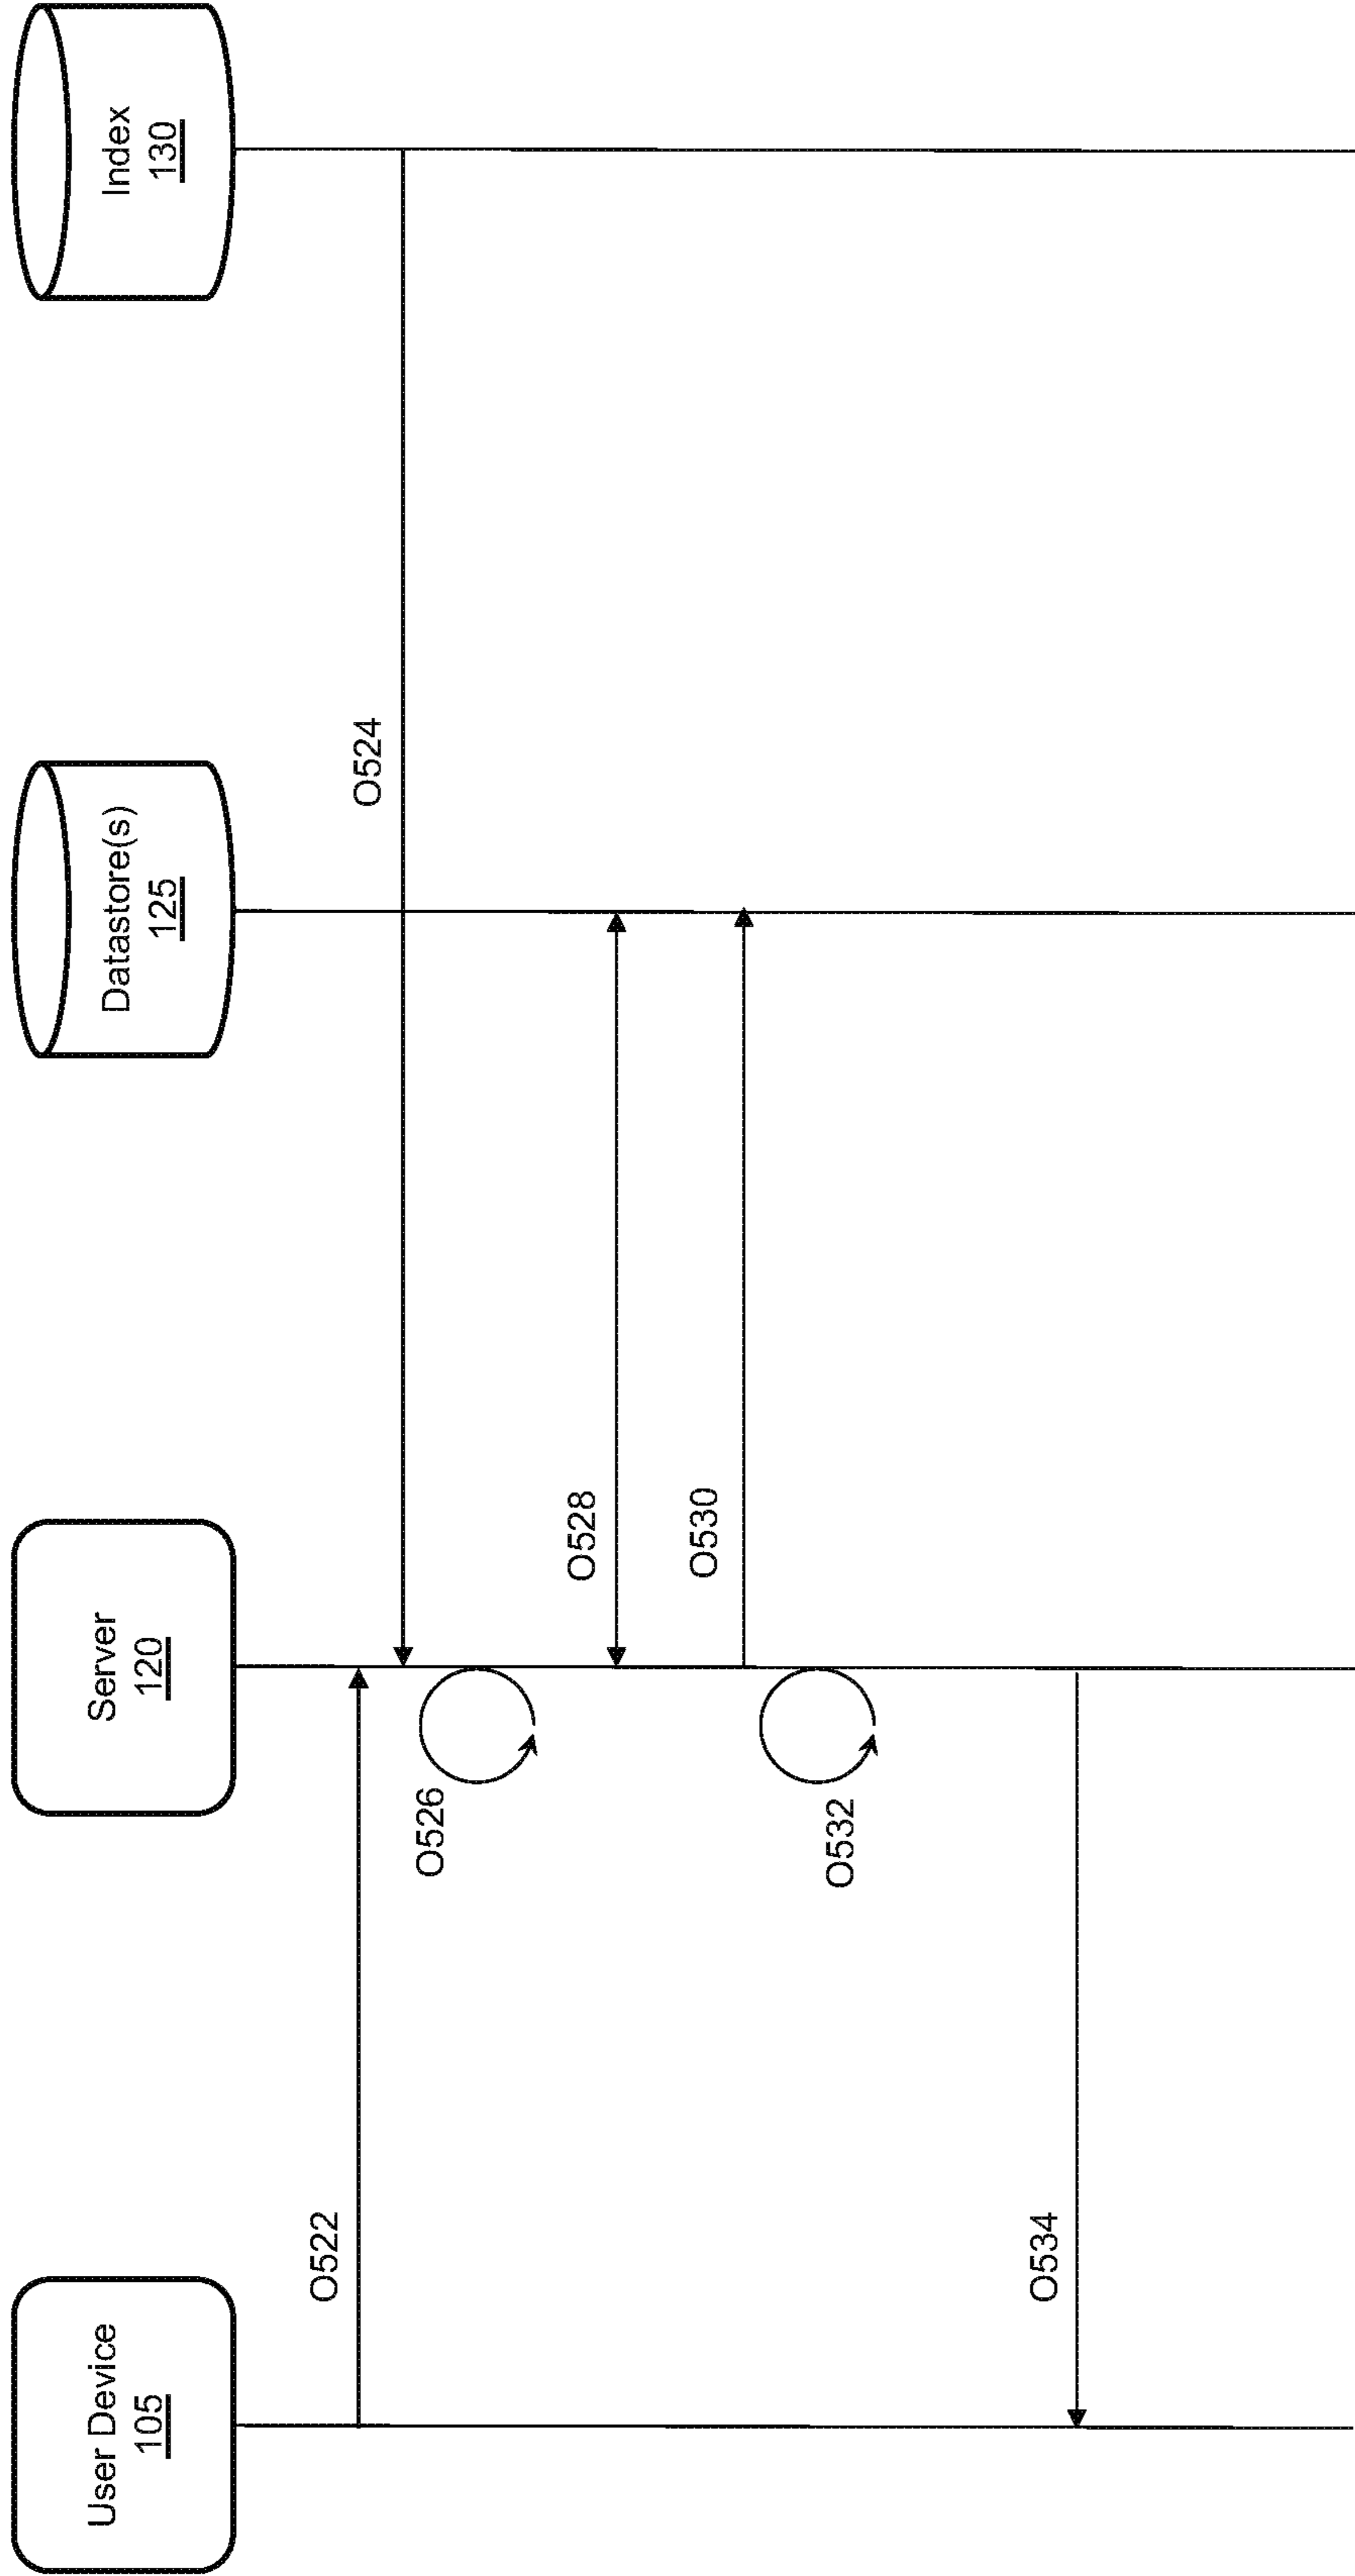 User Device
105
Server
120
Datastore(s)
125
Index
130
O522
O524
O526
O528
O530
O532
O534